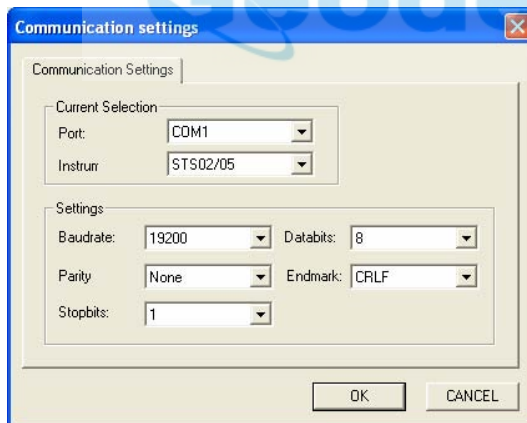 Communication settings
Communication Settings
Current Selection
Port: COM1
Instrurr STS02/05
Settings
Baudrate: 19200 Databits: 8
Parity None Endmark: CRLF
Stopbits: 1
OK CANCEL